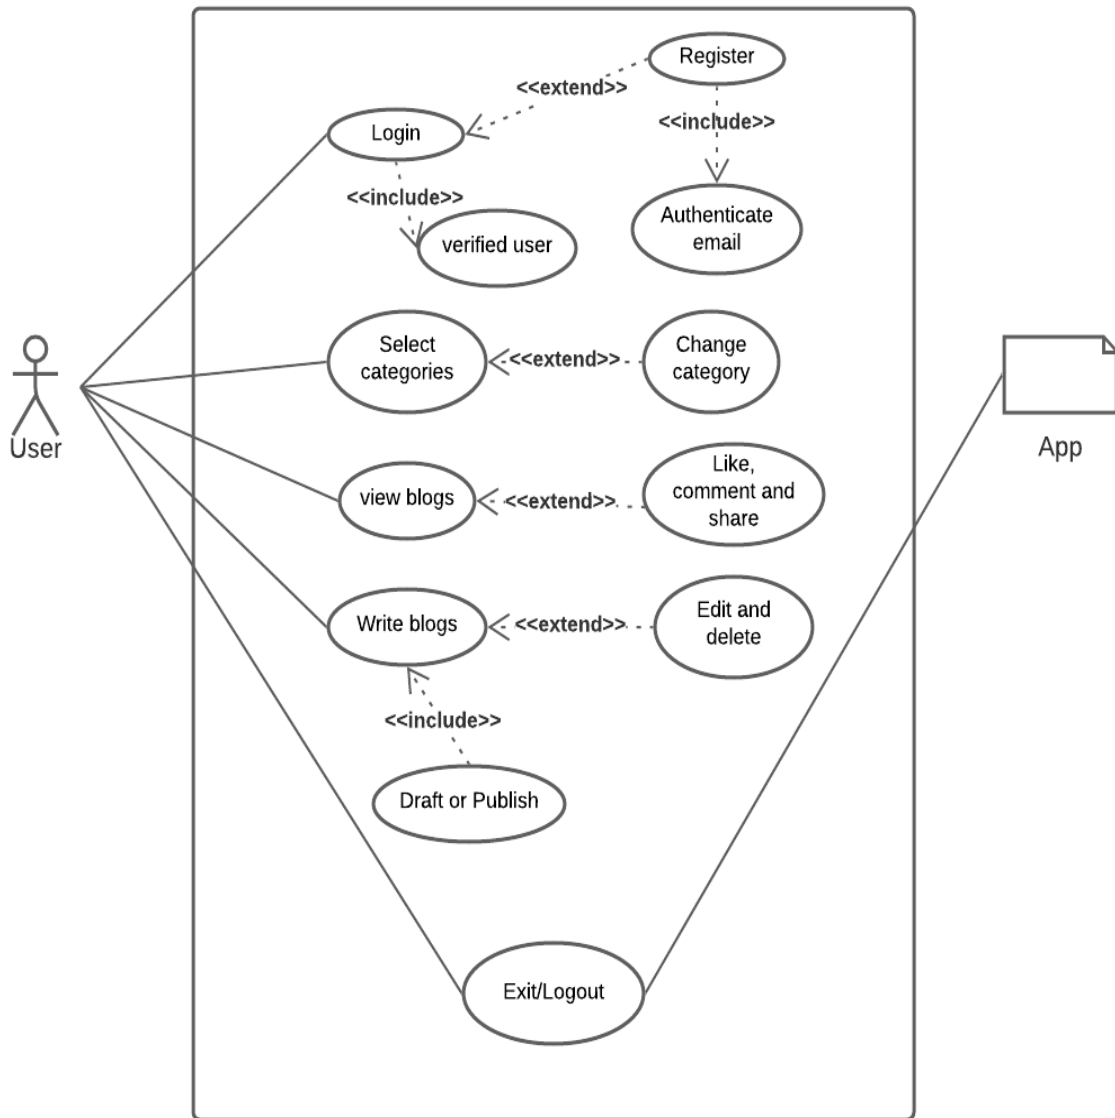 Register
<<extend>>
<<include>>
Login
<<include>>
Authenticate
email
verified user
Select
categories
<<extend>>
Change
category
User
App
view blogs
<<extend>>
Like,
comment and
share
Write blogs
<<extend>>
Edit and
delete
<<include>>
Draft or Publish
Exit/Logout